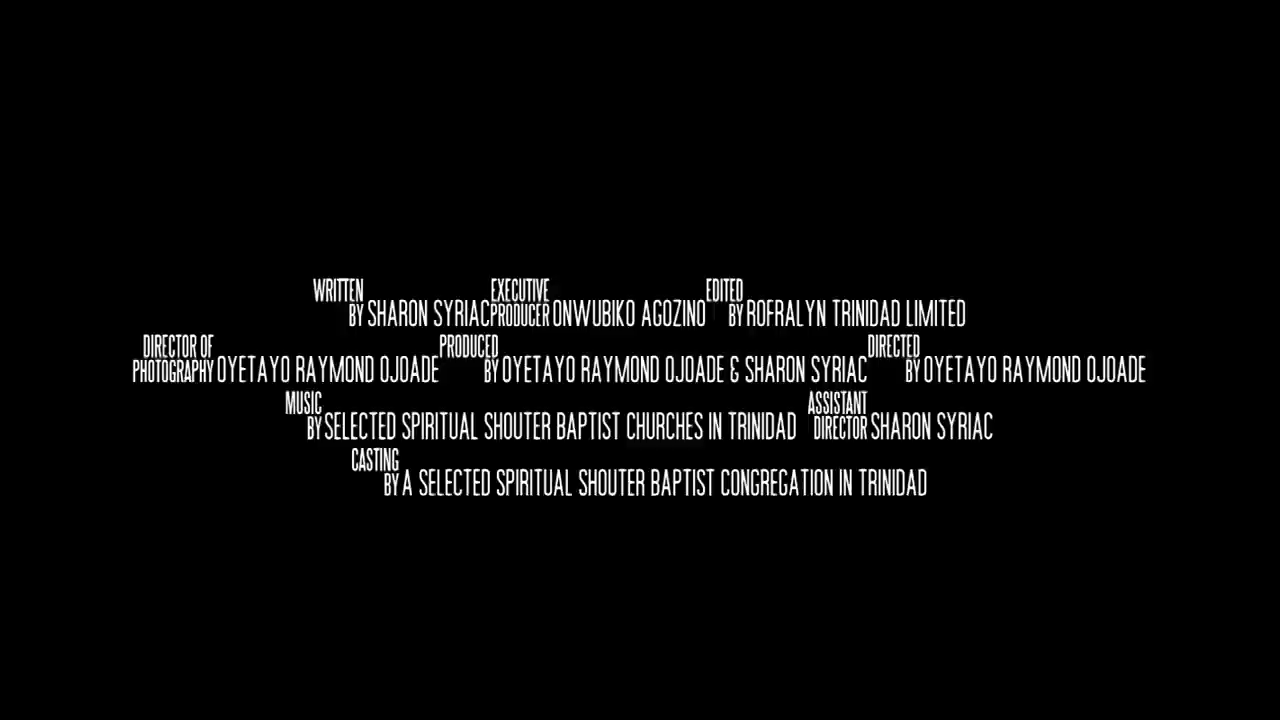 WRITTEN BY SHARON SYRIAC EXECUTIVE PRODUCER ONWUBIKO AGOZINO EDITED BY ROFRALYN TRINIDAD LIMITED
DIRECTOR OF PHOTOGRAPHY OYETAYO RAYMOND OJOADE PRODUCED BY OYETAYO RAYMOND OJOADE & SHARON SYRIAC DIRECTED BY OYETAYO RAYMOND OJOADE
MUSIC BY SELECTED SPIRITUAL SHOUTER BAPTIST CHURCHES IN TRINIDAD ASSISTANT DIRECTOR SHARON SYRIAC
CASTING BY A SELECTED SPIRITUAL SHOUTER BAPTIST CONGREGATION IN TRINIDAD